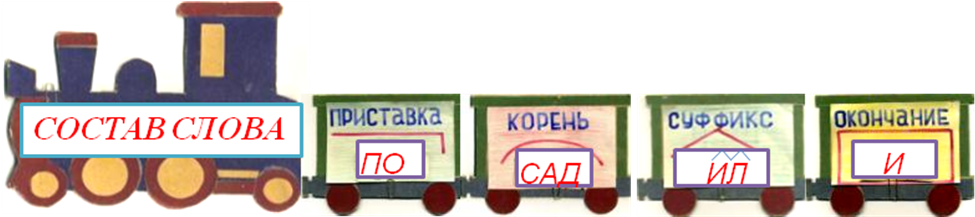 СОСТАВ СЛОВА
ПРИСТАВКА
ПО
КОРЕНЬ
САД
СУФФИКС
ИЛ
ОКОНЧАНИЕ
И